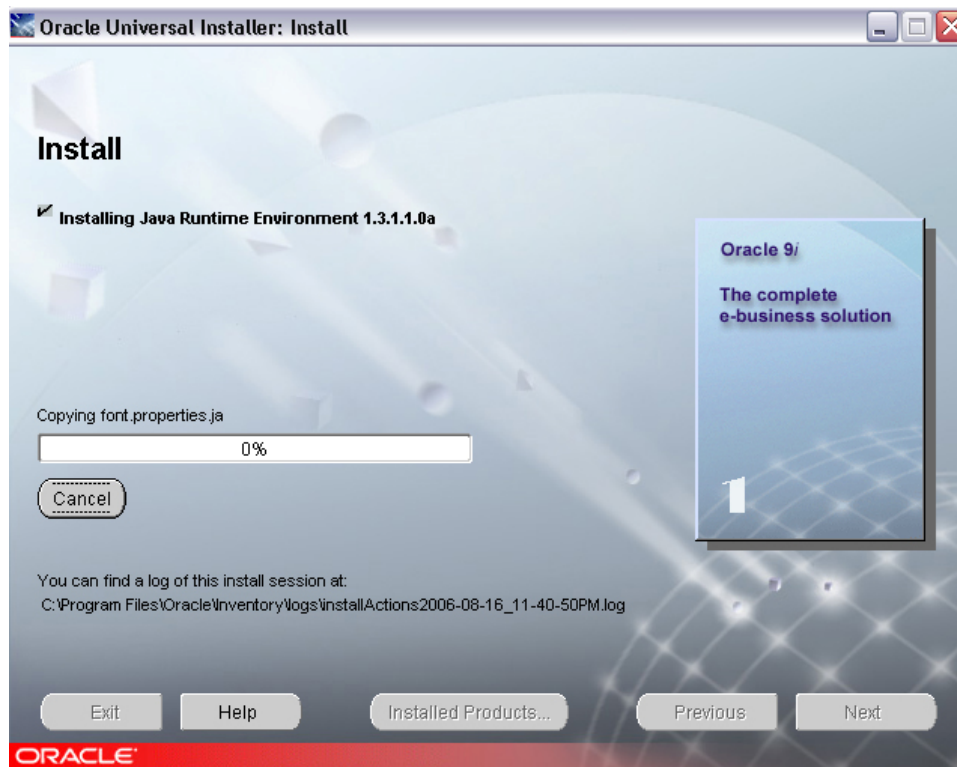 Oracle Universal Installer: Install
Install
Installing Java Runtime Environment 1.3.1.1.0a
Oracle 9i
The complete
e-business solution
Copying font.properties.ja
0%
Cancel
1
You can find a log of this install session at:
C:\Program Files\Oracle\Inventory\logs\installActions2006-08-16_11-40-50PM.log
Exit
Help
Installed Products...
Previous
Next
ORACLE